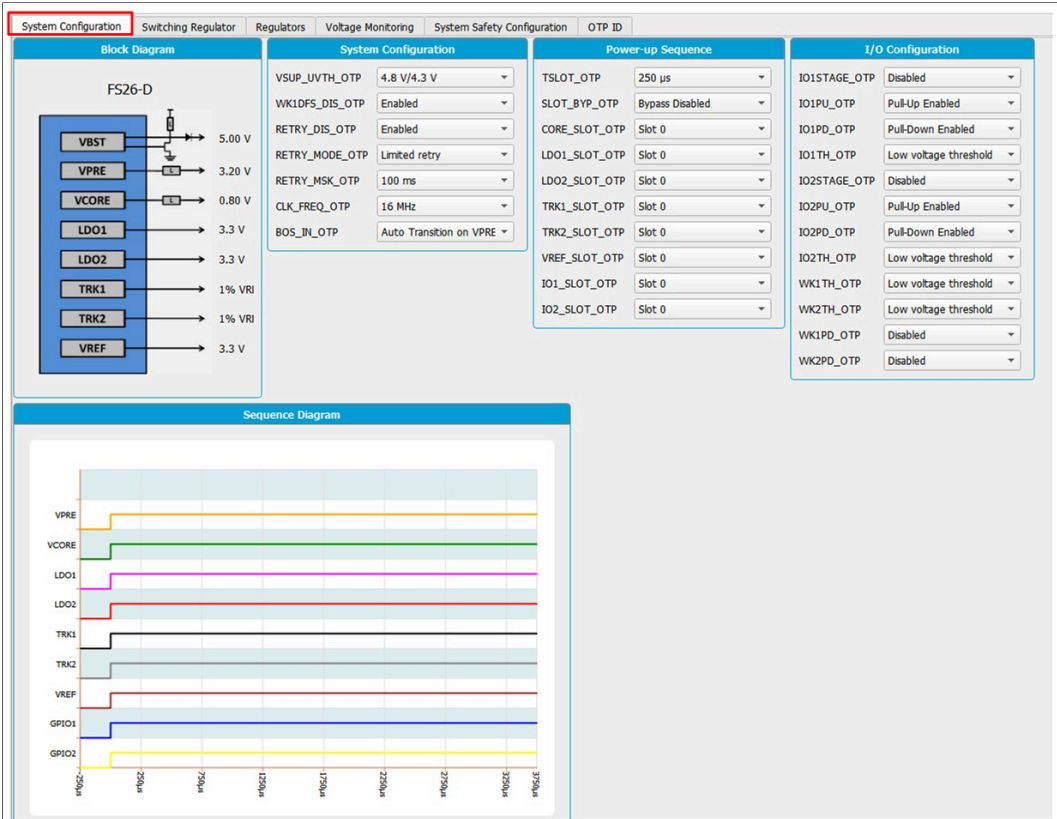 System Configuration Switching Regulator Regulators Voltage Monitoring System Safety Configuration OTP ID
Block Diagram
FS26-D
VBST 5.00 V
VPRE L 3.20 V
VCORE L 0.80 V
LDO1 3.3 V
LDO2 3.3 V
TRK1 1% VRI
TRK2 1% VRI
VREF 3.3 V
System Configuration
VSUP_UVTH_OTP 4.8 V/4.3 V
WK1DFS_DIS_OTP Enabled
RETRY_DIS_OTP Enabled
RETRY_MODE_OTP Limited retry
RETRY_MSK_OTP 100 ms
CLK_FREQ_OTP 16 MHz
BOS_IN_OTP Auto Transition on VPRE
Power-up Sequence
TSLOT_OTP 250 µs
SLOT_BYP_OTP Bypass Disabled
CORE_SLOT_OTP Slot 0
LDO1_SLOT_OTP Slot 0
LDO2_SLOT_OTP Slot 0
TRK1_SLOT_OTP Slot 0
TRK2_SLOT_OTP Slot 0
VREF_SLOT_OTP Slot 0
IO1_SLOT_OTP Slot 0
IO2_SLOT_OTP Slot 0
I/O Configuration
IO1STAGE_OTP Disabled
IO1PU_OTP Pull-Up Enabled
IO1PD_OTP Pull-Down Enabled
IO1TH_OTP Low voltage threshold
IO2STAGE_OTP Disabled
IO2PU_OTP Pull-Up Enabled
IO2PD_OTP Pull-Down Enabled
IO2TH_OTP Low voltage threshold
WK1TH_OTP Low voltage threshold
WK2TH_OTP Low voltage threshold
WK1PD_OTP Disabled
WK2PD_OTP Disabled
Sequence Diagram
VPRE
VCORE
LDO1
LDO2
TRK1
TRK2
VREF
GPIO1
GPIO2
-250µs 250µs 750µs 1250µs 1750µs 2250µs 2750µs 3250µs 3750µs